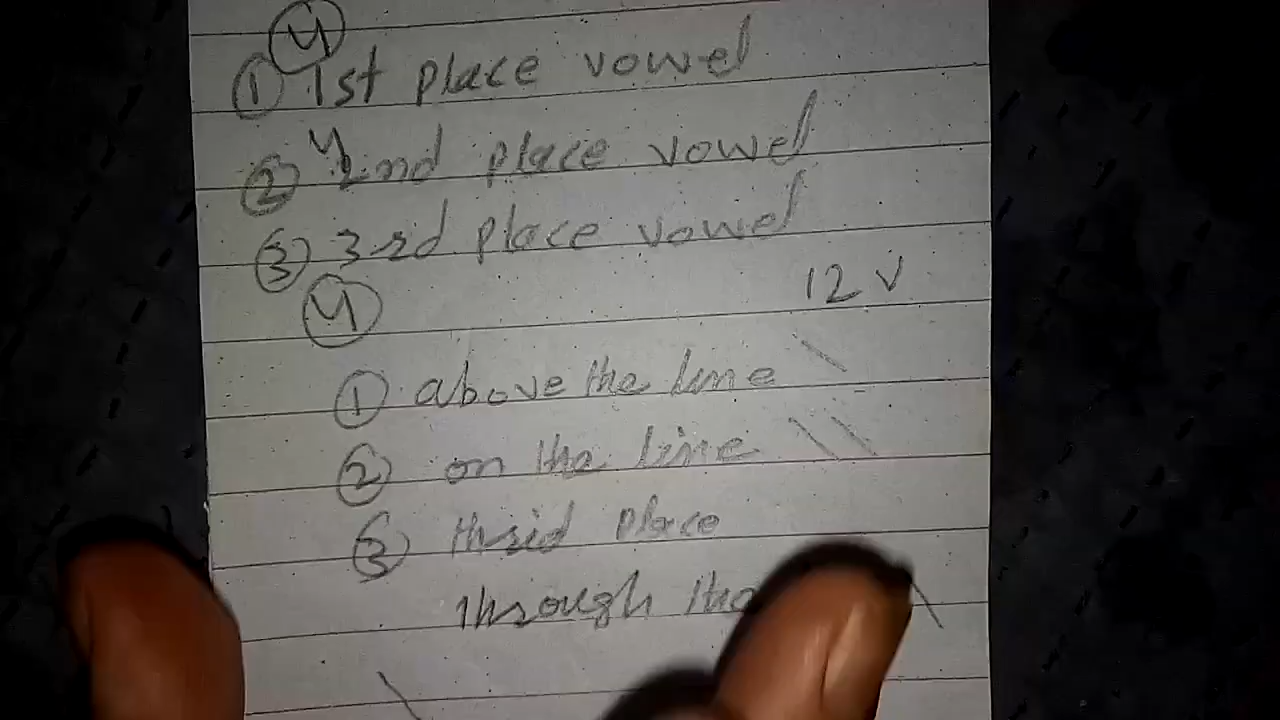 4
① 1st place vowel
4
② 2nd place vowel
③ 3rd place vowel
4
12 V
① above the line
② on the line
③ third place
through the